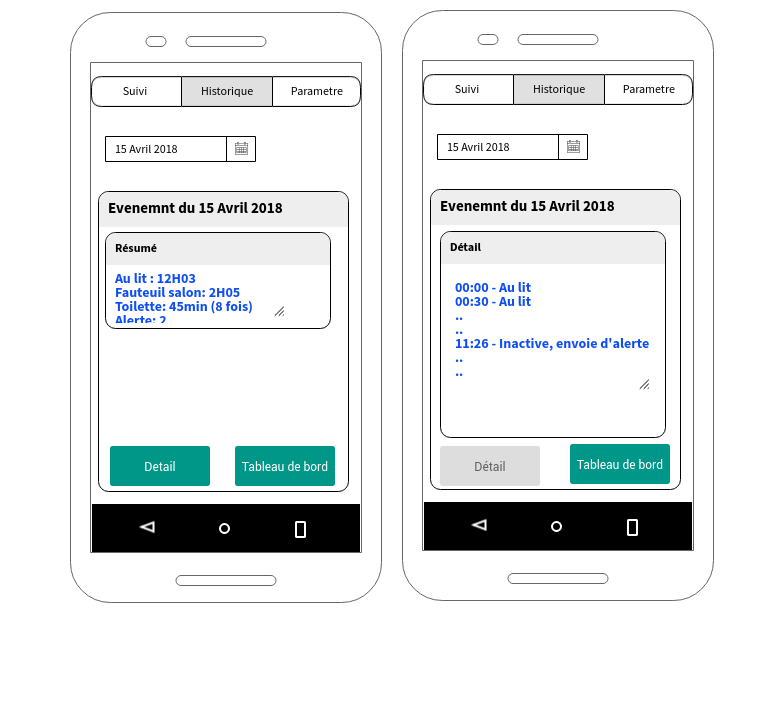 Suivi Historique Parametre
15 Avril 2018
Evenemnt du 15 Avril 2018
Résumé
Au lit : 12H03
Fauteuil salon: 2H05
Toilette: 45min (8 fois)
Alerte: 2
Detail Tableau de bord
Suivi Historique Parametre
15 Avril 2018
Evenemnt du 15 Avril 2018
Détail
00:00 - Au lit
00:30 - Au lit
..
..
11:26 - Inactive, envoie d'alerte
..
..
Détail Tableau de bord